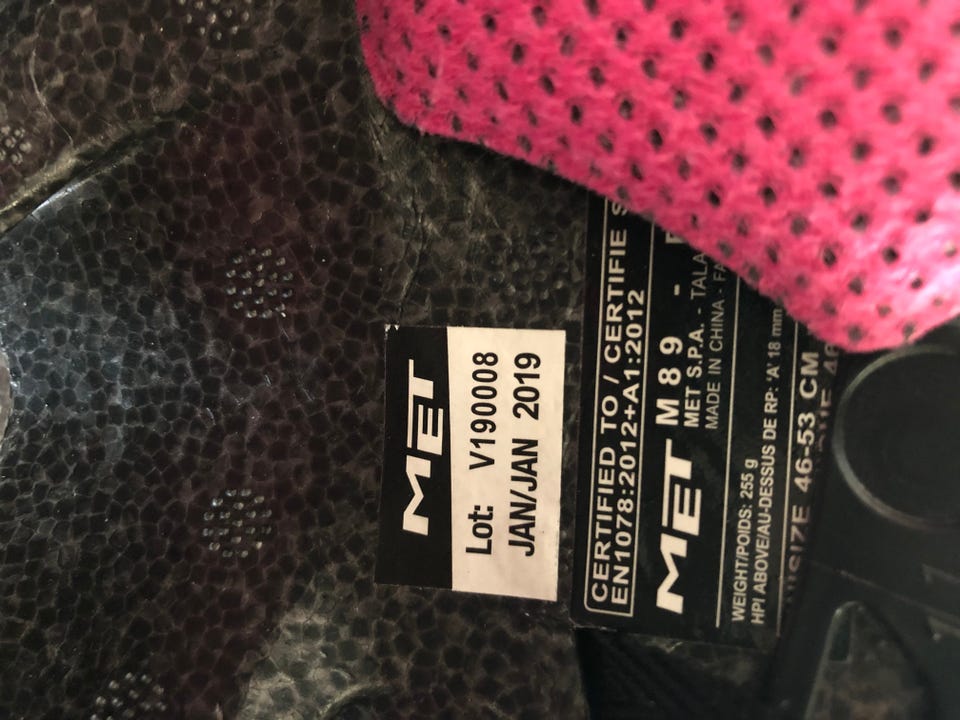 MET
Lot: V190008
JAN/JAN 2019
CERTIFIED TO / CERTIFIE
EN1078:2012+A1:2012
MET M 8 9 -
MET S.P.A. -
MADE IN CHINA -
WEIGHT/POIDS: 255 g
HPI ABOVE/AU-DESSUS DE RP: 'A' 18 mm
SIZE 46-53 CM